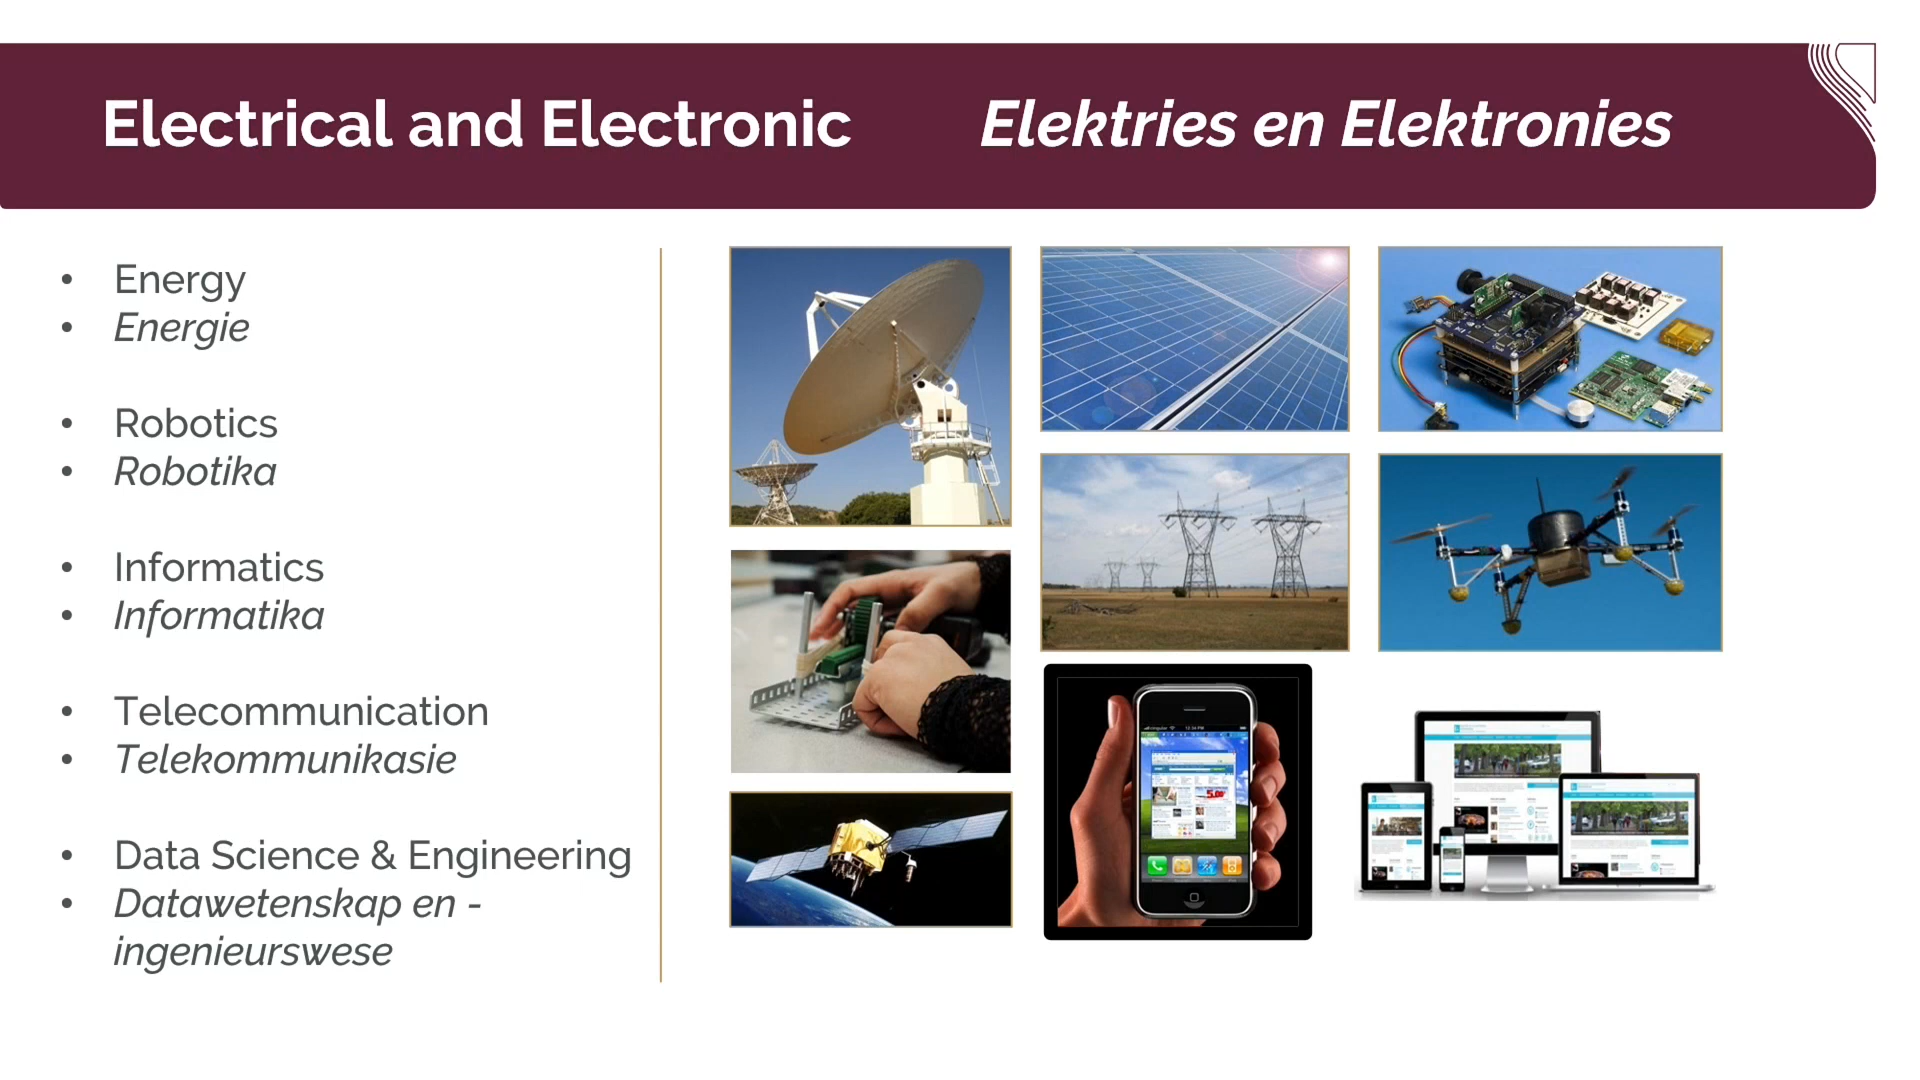 Electrical and Electronic
Elektries en Elektronies
• Energy
• Energie
• Robotics
• Robotika
• Informatics
• Informatika
• Telecommunication
• Telekommunikasie
• Data Science & Engineering
• Datawetenskap en -
ingenieurswese